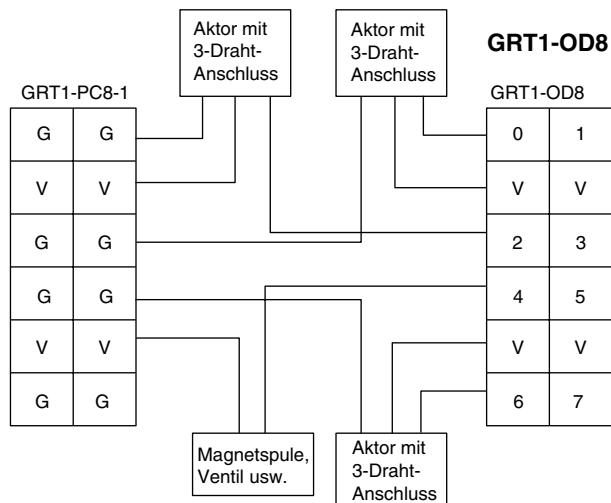 Aktor mit
3-Draht-
Anschluss
Aktor mit
3-Draht-
Anschluss
GRT1-OD8
GRT1-PC8-1
GRT1-OD8
G G
V V
G G
G G
V V
G G
0 1
V V
2 3
4 5
V V
6 7
Magnetspule,
Ventil usw.
Aktor mit
3-Draht-
Anschluss